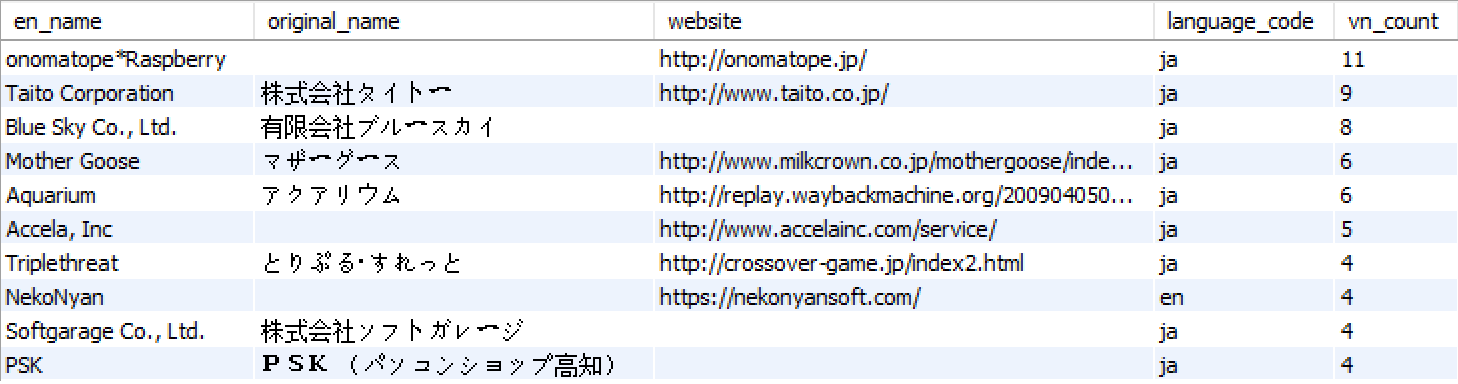 en_name original_name website language_code vn_count
onomatope*Raspberry http://onomatope.jp/ ja 11
Taito Corporation 株式会社タイトー http://www.taito.co.jp/ ja 9
Blue Sky Co., Ltd. 有限会社ブルースカイ ja 8
Mother Goose マザーグース http://www.milkcrown.co.jp/mothergoose/inde... ja 6
Aquarium アクアリウム http://replay.waybackmachine.org/200904050... ja 6
Accela, Inc http://www.accelainc.com/service/ ja 5
Triplethreat とりぷる・すれっと http://crossover-game.jp/index2.html ja 4
NekoNyan https://nekonyansoft.com/ en 4
Softgarage Co., Ltd. 株式会社ソフトガレージ ja 4
PSK ＰＳＫ（パソコンショップ高知） ja 4